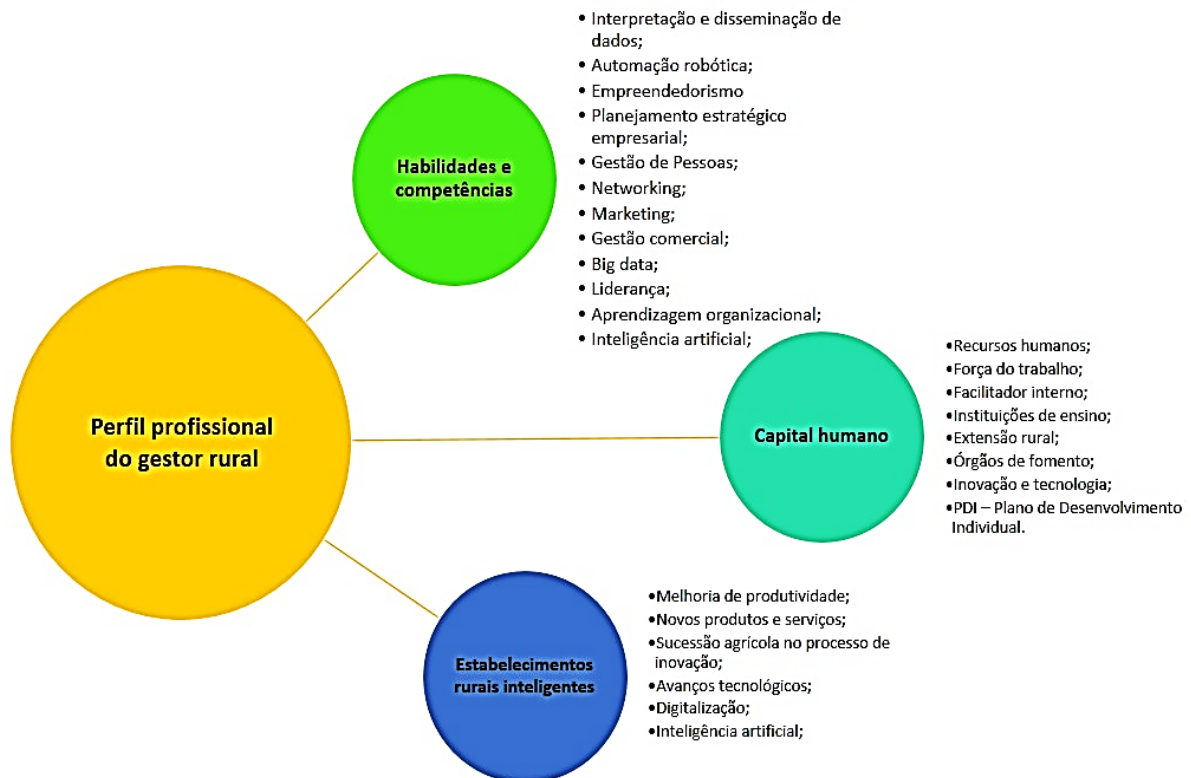 • Interpretação e disseminação de
dados;
• Automação robótica;
• Empreendedorismo
• Planejamento estratégico
empresarial;
• Gestão de Pessoas;
• Networking;
• Marketing;
• Gestão comercial;
• Big data;
• Liderança;
• Aprendizagem organizacional;
• Inteligência artificial;
Habilidades e
competências
Perfil profissional
do gestor rural
Capital humano
•Recursos humanos;
•Força do trabalho;
•Facilitador interno;
•Instituições de ensino;
•Extensão rural;
•Órgãos de fomento;
•Inovação e tecnologia;
•PDI – Plano de Desenvolvimento
Individual.
Estabelecimentos
rurais inteligentes
•Melhoria de produtividade;
•Novos produtos e serviços;
•Sucessão agrícola no processo de
inovação;
•Avanços tecnológicos;
•Digitalização;
•Inteligência artificial;